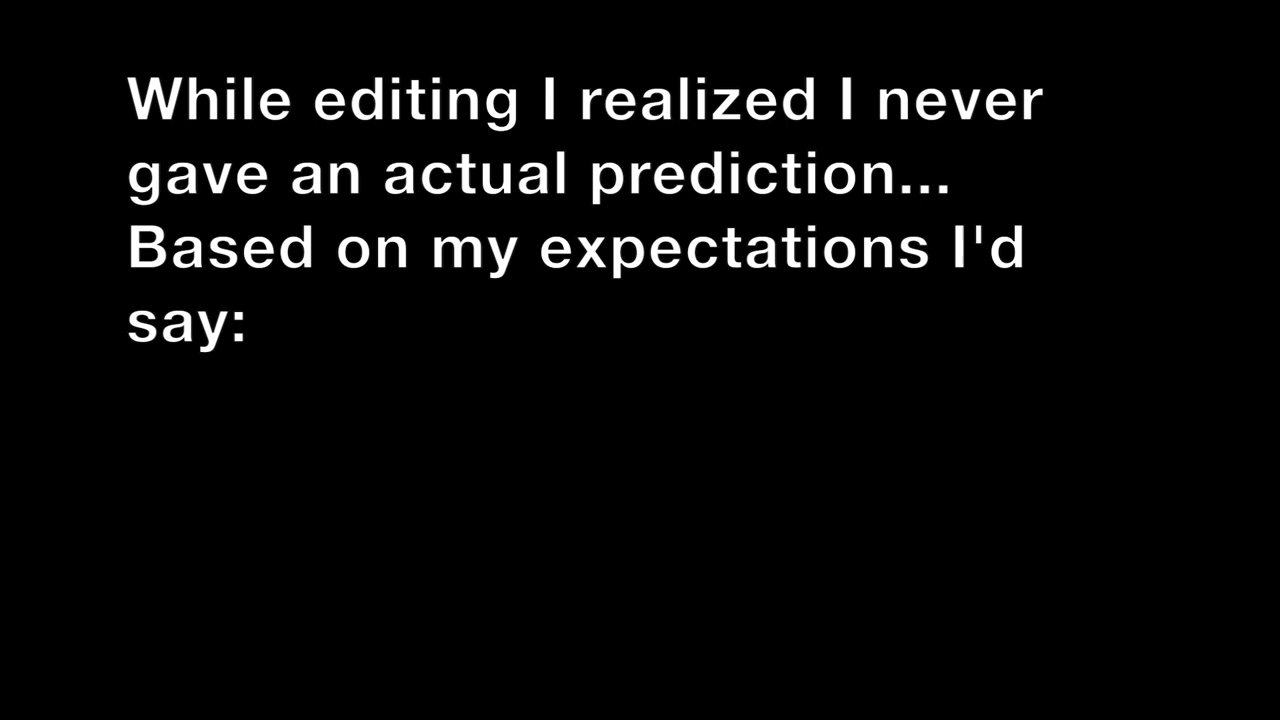 While editing I realized I never
gave an actual prediction...
Based on my expectations I'd
say: